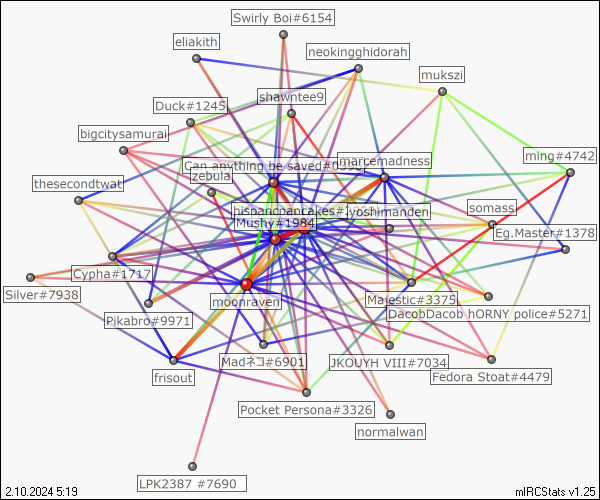 Swirly Boi#6154
eliakith
neokingghidorah
mukszi
shawntee9
Duck#1245
bigcitysamurai
ming#4742
Can anything be saved#0
marcemadness
zebula
thesecondtwat
somass
hispancpancakes
yoshimanden
Mushy#1984
Eg.Master#1378
Cypha#1717
Silver#7938
moonraven
Majestic#3375
DacobDacob
hORNY police#5271
Pikabro#9971
Madネコ#6901
JKOUYH VIII#7034
frisout
Fedora Stoat#4479
Pocket Persona#3326
normalwan
LPK2387 #7690
2.10.2024 5:19
mIRCStats v1.25